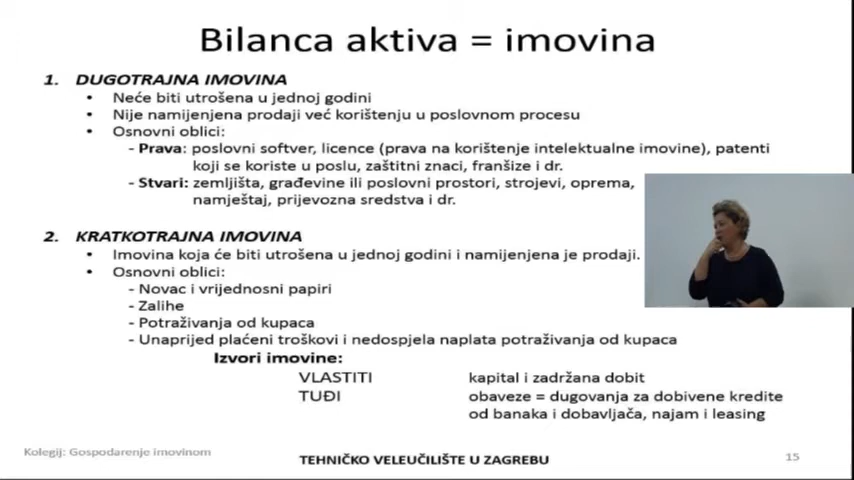 Bilanca aktiva = imovina
1. DUGOTRAJNA IMOVINA
• Neće biti utrošena u jednoj godini
• Nije namijenjena prodaji već korištenju u poslovnom procesu
• Osnovni oblici:
- Prava: poslovni softver, licence (prava na korištenje intelektualne imovine), patenti
koji se koriste u poslu, zaštitni znaci, franšize i dr.
- Stvari: zemljišta, građevine ili poslovni prostori, strojevi, oprema,
namještaj, prijevozna sredstva i dr.
2. KRATKOTRAJNA IMOVINA
• Imovina koja će biti utrošena u jednoj godini i namijenjena je prodaji.
• Osnovni oblici:
- Novac i vrijednosni papiri
- Zalihe
- Potraživanja od kupaca
- Unaprijed plaćeni troškovi i nedospjela naplata potraživanja od kupaca
Izvori imovine:
VLASTITI kapital i zadržana dobit
TUĐI obaveze = dugovanja za dobivene kredite
od banaka i dobavljača, najam i leasing
Kolegij: Gospodarenje imovinom
TEHNIČKO VELEUČILIŠTE U ZAGREBU
15